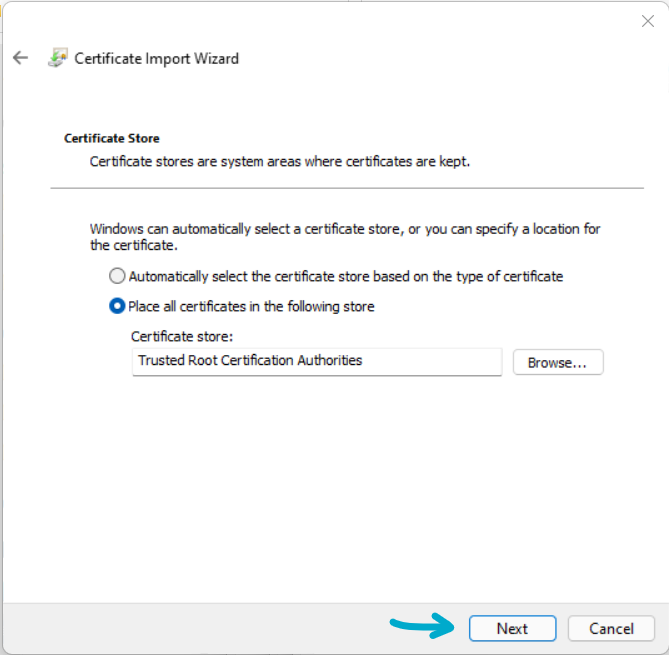 Certificate Import Wizard
Certificate Store
Certificate stores are system areas where certificates are kept.
Windows can automatically select a certificate store, or you can specify a location for
the certificate.
Automatically select the certificate store based on the type of certificate
Place all certificates in the following store
Certificate store:
Trusted Root Certification Authorities
Browse...
Next
Cancel